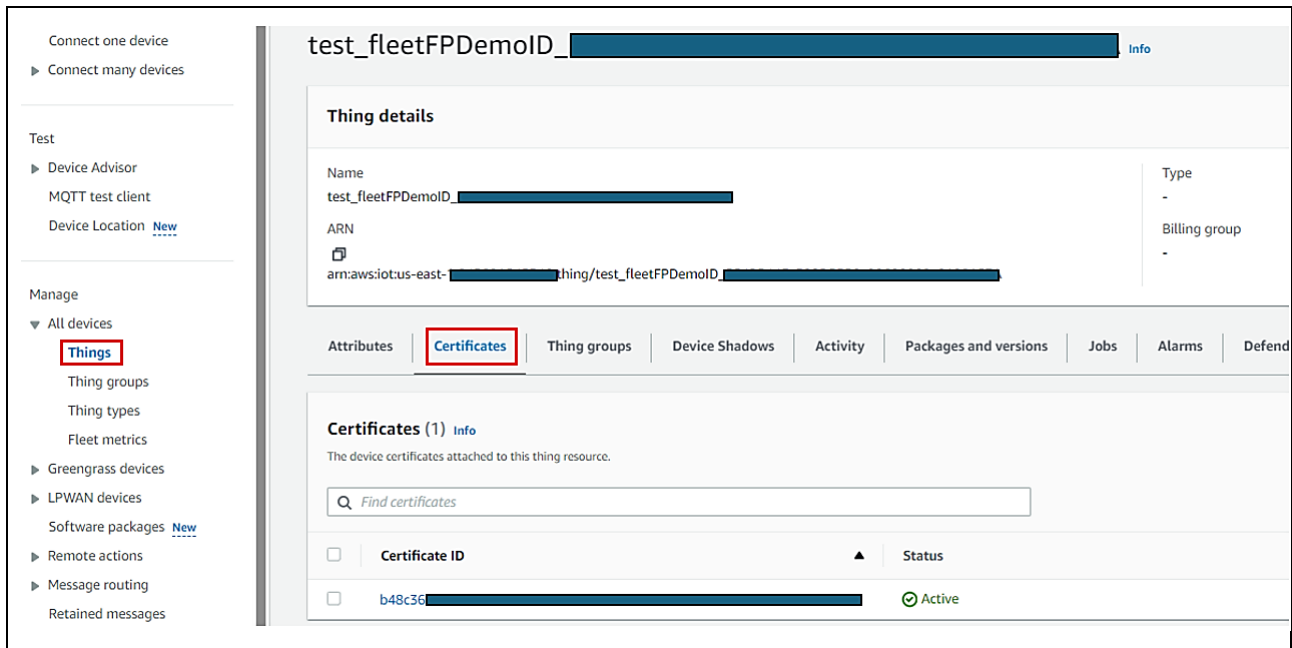 Connect one device
Connect many devices
Test
Device Advisor
MQTT test client
Device Location New
Manage
All devices
Things
Thing groups
Thing types
Fleet metrics
Greengrass devices
LPWAN devices
Software packages New
Remote actions
Message routing
Retained messages
test_fleetFPDemoID_ Info
Thing details
Name
test_fleetFPDemoID_
ARN
arn:aws:iot:us-east- thing/test_fleetFPDemoID_
Type
-
Billing group
-
Attributes Certificates Thing groups Device Shadows Activity Packages and versions Jobs Alarms Defend
Certificates (1) Info
The device certificates attached to this thing resource.
Find certificates
Certificate ID Status
b48c36 Active